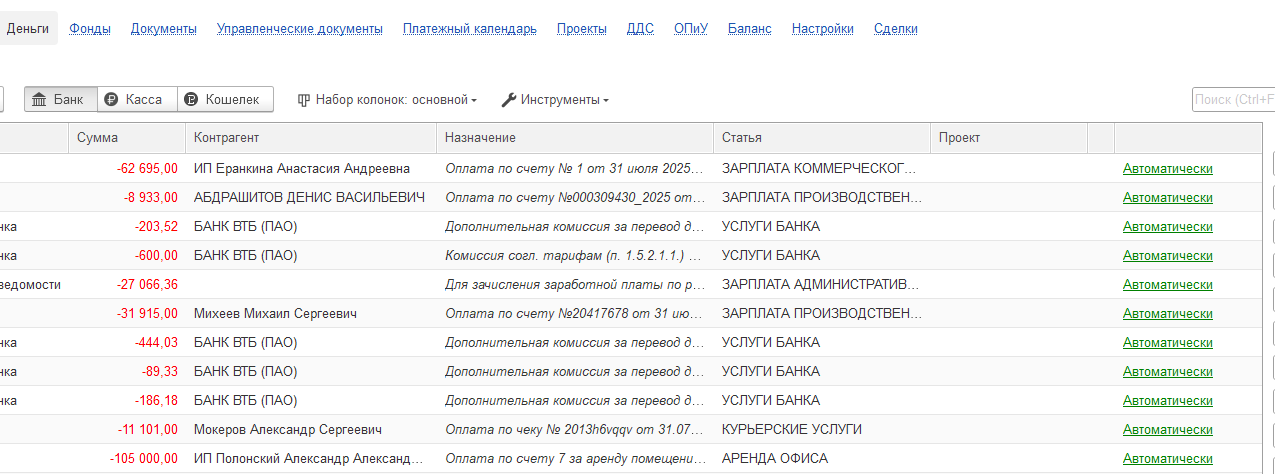 Деньги Фонды Документы Управленческие документы Платежный календарь Проекты ДДС ОПиУ Баланс Настройки Сделки
Банк Касса Кошелек Набор колонок: основной Инструменты Поиск (Ctrl+F
Сумма Контрагент Назначение Статья Проект
-62 695,00 ИП Еранкина Анастасия Андреевна Оплата по счету № 1 от 31 июля 2025... ЗАРПЛАТА КОММЕРЧЕСКОГ... Автоматически
-8 933,00 АБДРАШИТОВ ДЕНИС ВАСИЛЬЕВИЧ Оплата по счету №000309430_2025 от... ЗАРПЛАТА ПРОИЗВОДСТВЕН... Автоматически
нка -203,52 БАНК ВТБ (ПАО) Дополнительная комиссия за перевод д... УСЛУГИ БАНКА Автоматически
нка -600,00 БАНК ВТБ (ПАО) Комиссия согл. тарифам (п. 1.5.2.1.1.) ... УСЛУГИ БАНКА Автоматически
ведомости -27 066,36 Для зачисления заработной платы по р... ЗАРПЛАТА АДМИНИСТРАТИВ... Автоматически
-31 915,00 Михеев Михаил Сергеевич Оплата по счету №20417678 от 31 ию... ЗАРПЛАТА ПРОИЗВОДСТВЕН... Автоматически
нка -444,03 БАНК ВТБ (ПАО) Дополнительная комиссия за перевод д... УСЛУГИ БАНКА Автоматически
нка -89,33 БАНК ВТБ (ПАО) Дополнительная комиссия за перевод д... УСЛУГИ БАНКА Автоматически
нка -186,18 БАНК ВТБ (ПАО) Дополнительная комиссия за перевод д... УСЛУГИ БАНКА Автоматически
-11 101,00 Мокеров Александр Сергеевич Оплата по чеку № 2013h6vqqv от 31.07... КУРЬЕРСКИЕ УСЛУГИ Автоматически
-105 000,00 ИП Полонский Александр Александ... Оплата по счету 7 за аренду помещени... АРЕНДА ОФИСА Автоматически